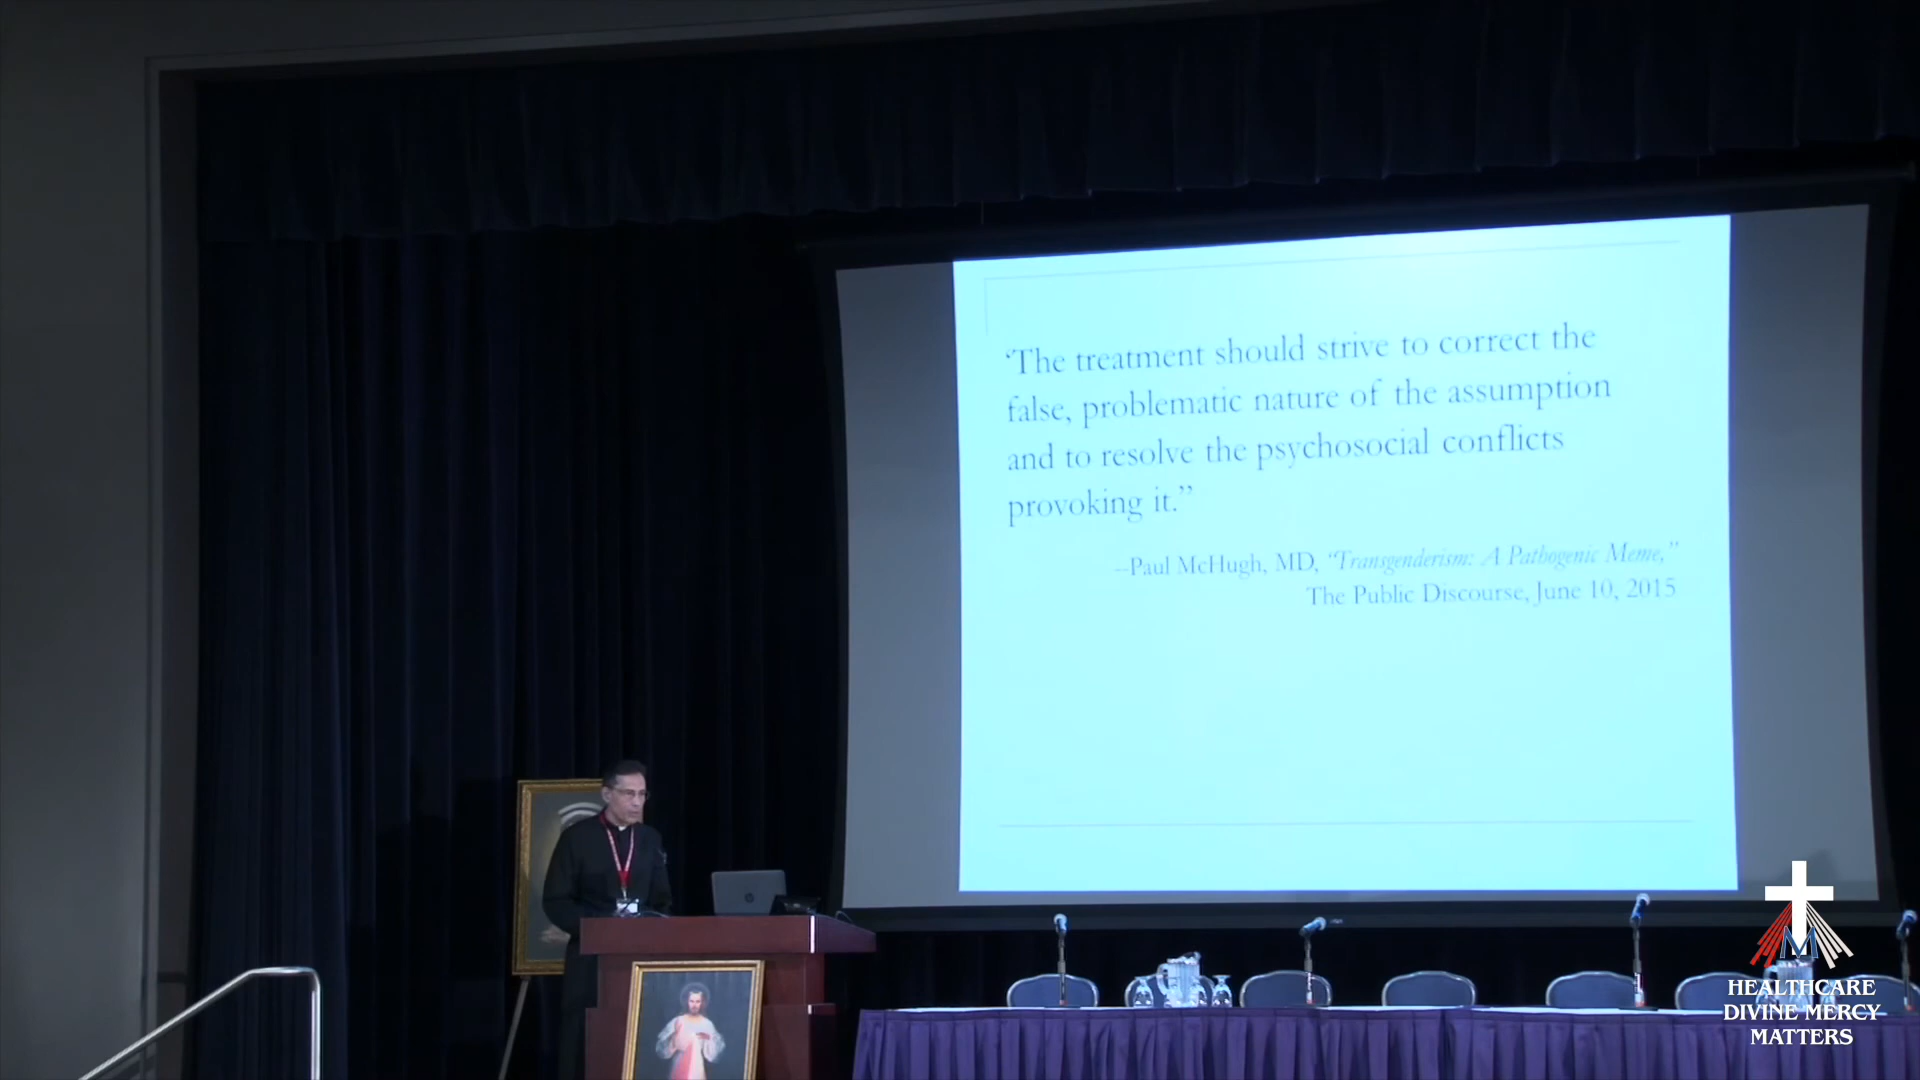 ‘The treatment should strive to correct the
false, problematic nature of the assumption
and to resolve the psychosocial conflicts
provoking it.”
--Paul McHugh, MD, “Transgenderism: A Pathogenic Meme,”
The Public Discourse, June 10, 2015
M
HEALTHCARE
DIVINE MERCY
MATTERS